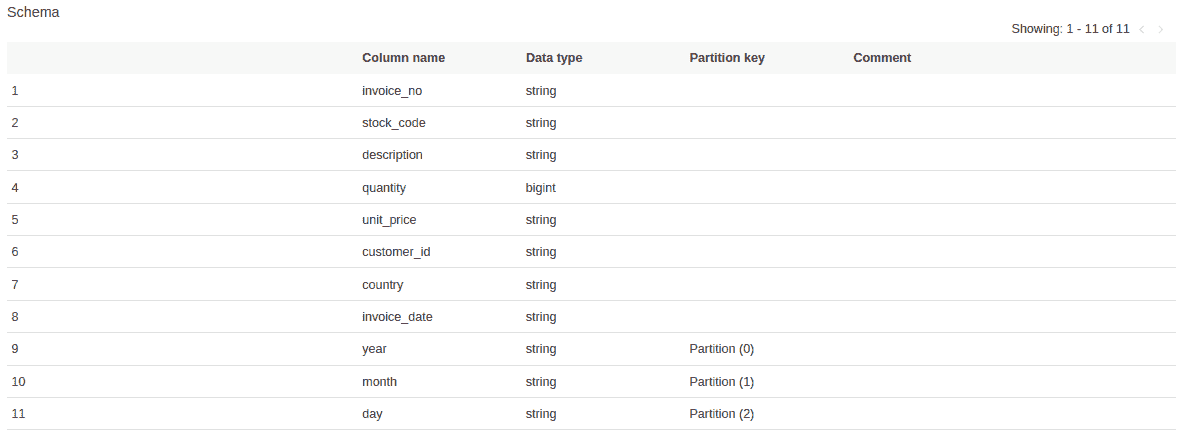 Schema
Showing: 1 - 11 of 11 < >
Column name Data type Partition key Comment
1 invoice_no string
2 stock_code string
3 description string
4 quantity bigint
5 unit_price string
6 customer_id string
7 country string
8 invoice_date string
9 year string Partition (0)
10 month string Partition (1)
11 day string Partition (2)